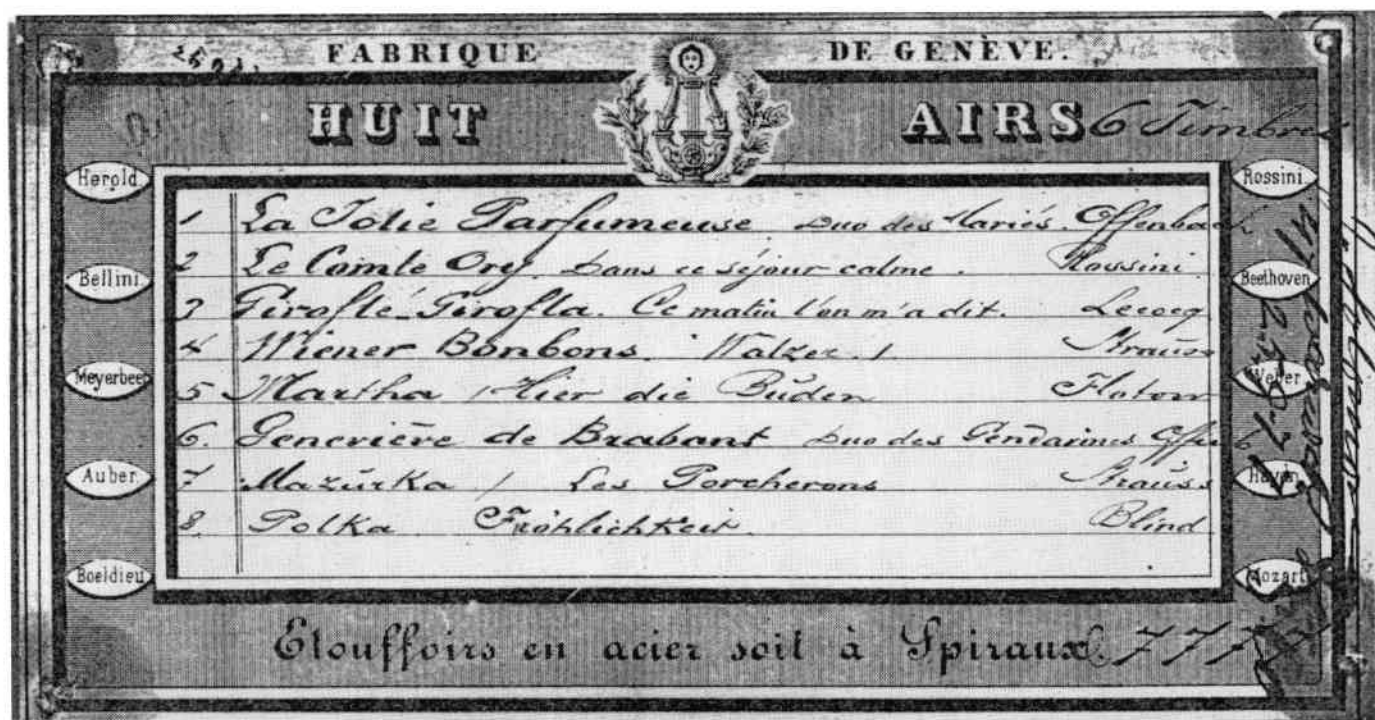 FABRIQUE DE GENÈVE.
HUIT AIRS 6 Timbres
Herold
Bellini
Meyerbeer
Auber.
Boeldieu
1 La Jolie Parfumeuse Duo des Mariés. Offenbach
2 Le Comte Ory. Dans ce séjour calme. Rossini
3 Girofle-Girofla. Ce matin l'on m'a dit. Lecocq
4 Wiener Bonbons. Walzer / Strauss
5 Martha / Hier die Buden Flotow
6. Geneviève de Brabant Duo des Gendarmes Offenb
7 Mazurka / Les Porcherons Strauss
8. Polka Fröhlichkeit Blind
Rossini
Beethoven
Weber
Haydn
Mozart
Etouffoirs en acier soit à Spiraux.